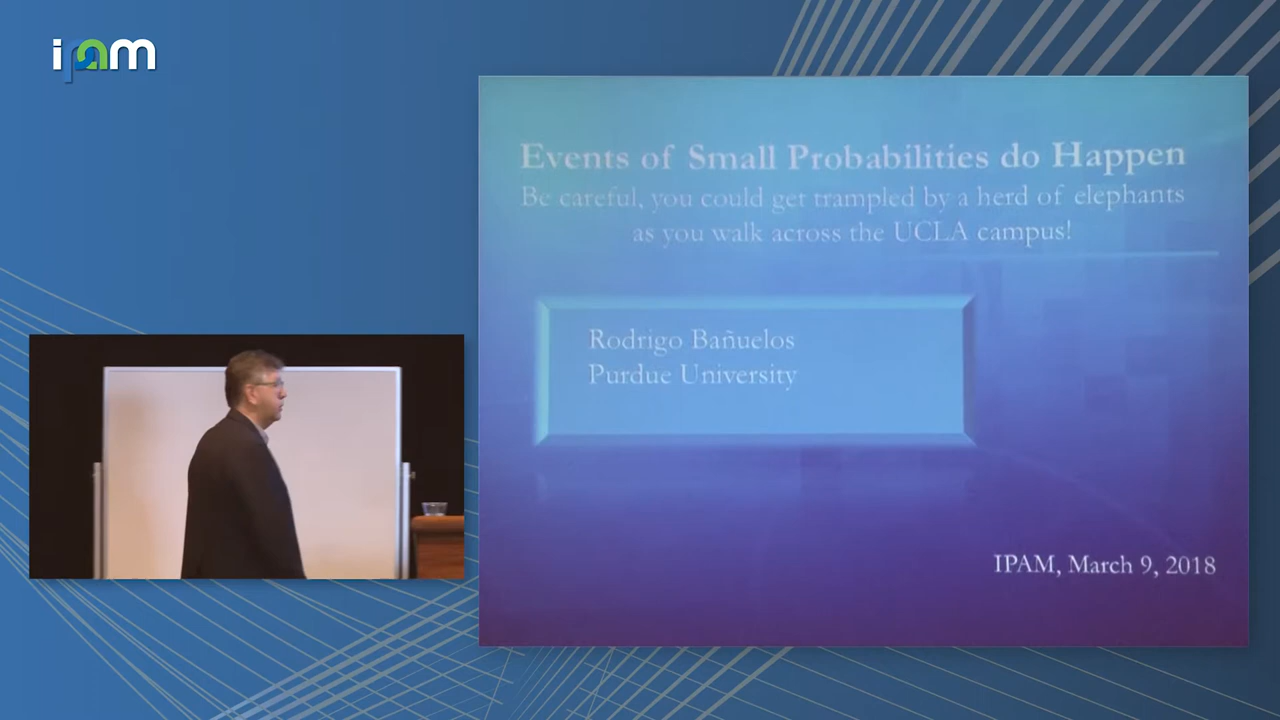 ipam
Events of Small Probabilities do Happen
Be careful, you could get trampled by a herd of elephants
as you walk across the UCLA campus!
Rodrigo Bañuelos
Purdue University
IPAM, March 9, 2018